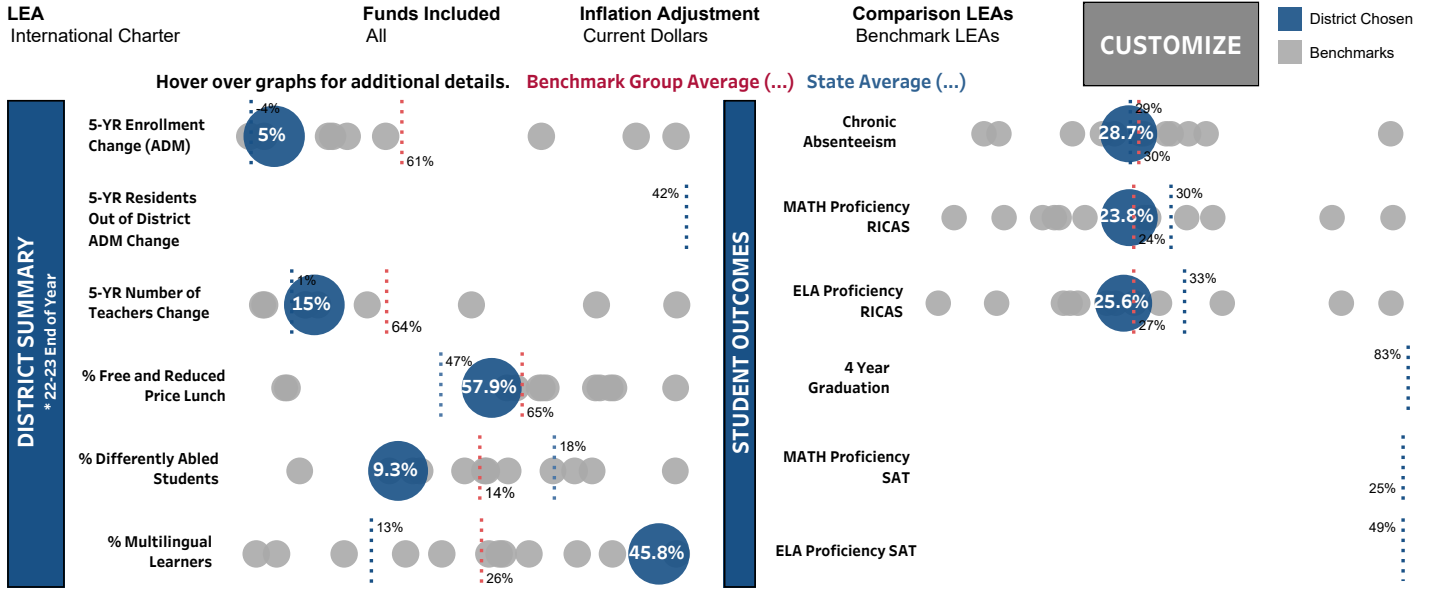 LEA
International Charter
Funds Included
All
Inflation Adjustment
Current Dollars
Comparison LEAs
Benchmark LEAs
CUSTOMIZE
District Chosen
Benchmarks
Hover over graphs for additional details. Benchmark Group Average (...) State Average (...)
DISTRICT SUMMARY
* 22-23 End of Year
5-YR Enrollment
Change (ADM)
-4%
5%
61%
5-YR Residents
Out of District
ADM Change
42%
5-YR Number of
Teachers Change
1%
15%
64%
% Free and Reduced
Price Lunch
47%
57.9%
65%
% Differently Abled
Students
9.3%
18%
14%
% Multilingual
Learners
13%
45.8%
26%
STUDENT OUTCOMES
Chronic
Absenteeism
29%
28.7%
30%
MATH Proficiency
RICAS
30%
23.8%
24%
ELA Proficiency
RICAS
33%
25.6%
27%
4 Year
Graduation
83%
MATH Proficiency
SAT
25%
ELA Proficiency SAT
49%